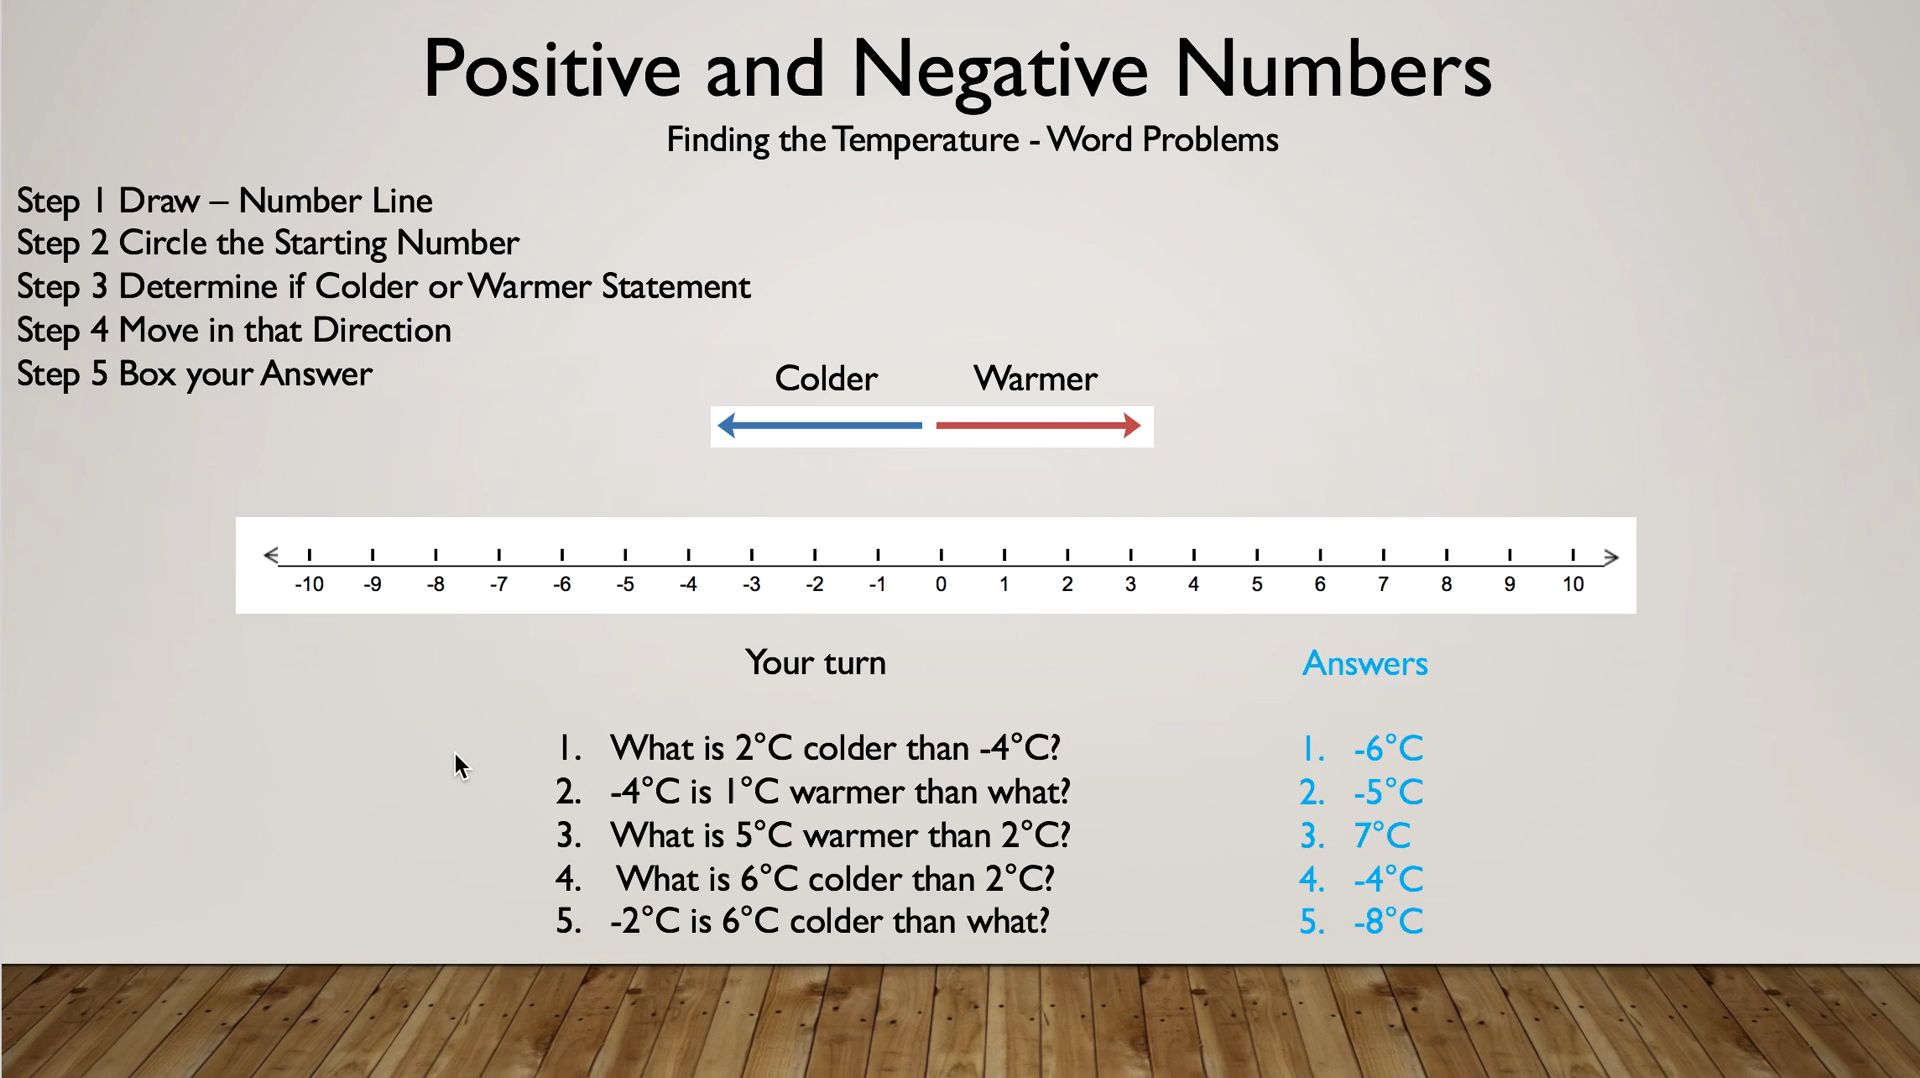 Positive and Negative Numbers
Finding the Temperature - Word Problems
Step 1 Draw – Number Line
Step 2 Circle the Starting Number
Step 3 Determine if Colder or Warmer Statement
Step 4 Move in that Direction
Step 5 Box your Answer
Colder Warmer
-10 -9 -8 -7 -6 -5 -4 -3 -2 -1 0 1 2 3 4 5 6 7 8 9 10
Your turn
1. What is 2°C colder than -4°C?
2. -4°C is 1°C warmer than what?
3. What is 5°C warmer than 2°C?
4. What is 6°C colder than 2°C?
5. -2°C is 6°C colder than what?
Answers
1. -6°C
2. -5°C
3. 7°C
4. -4°C
5. -8°C